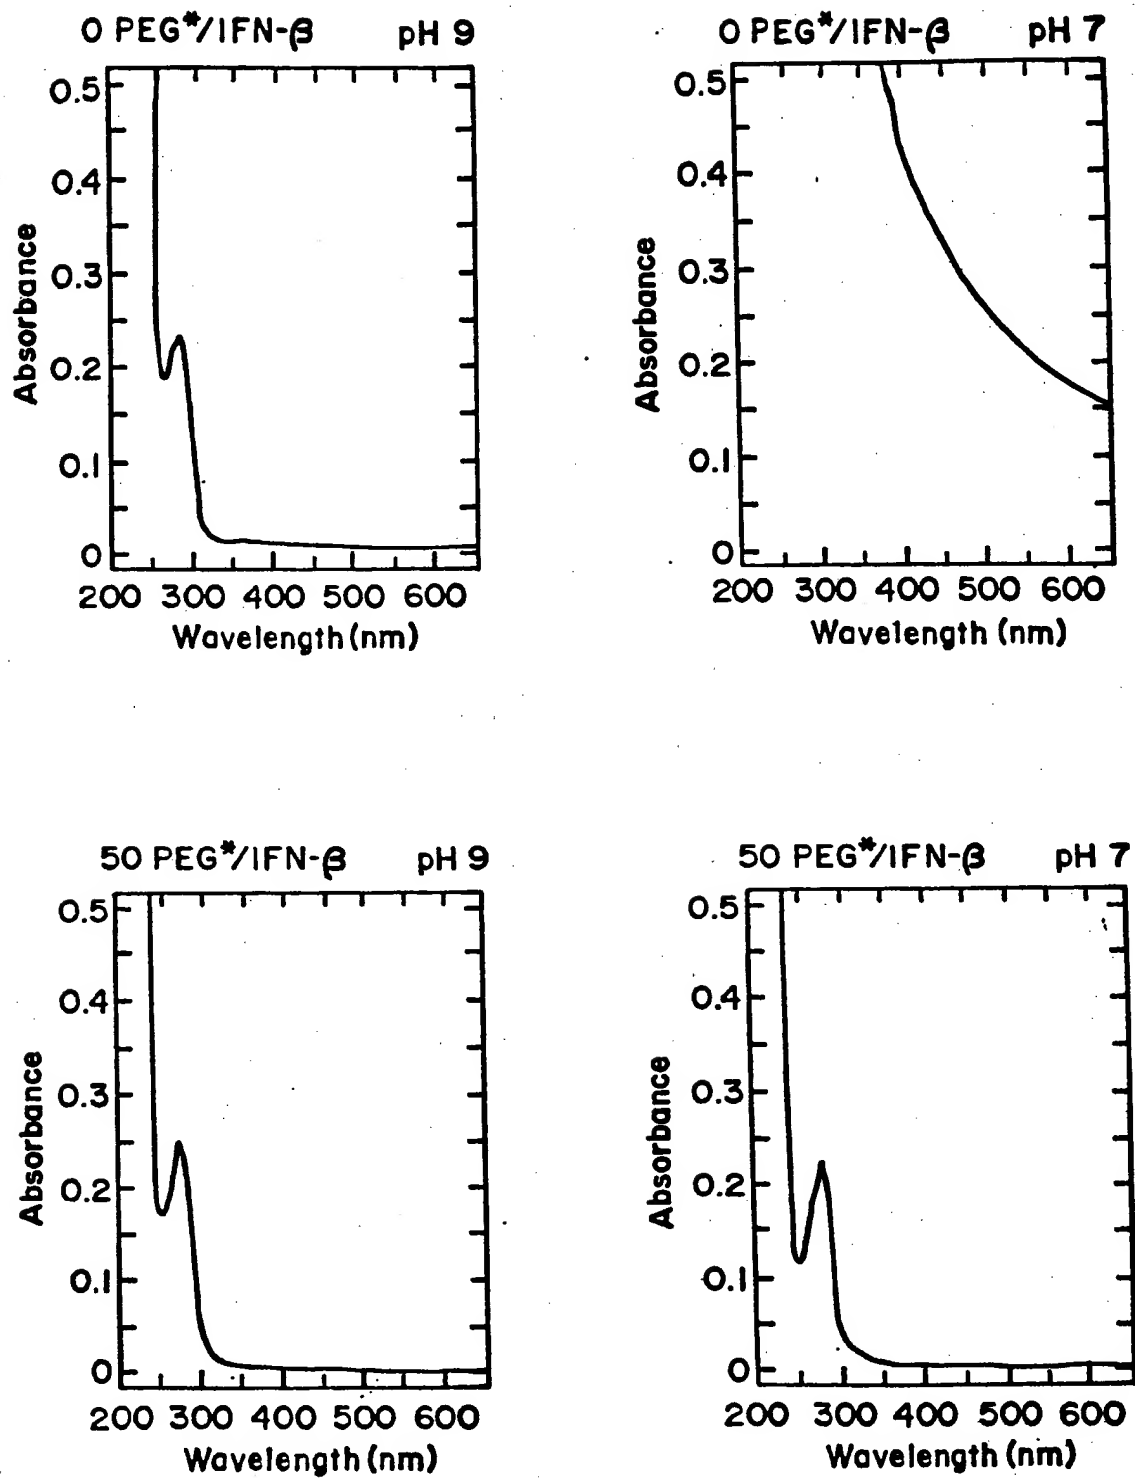 0 PEG*/IFN-β pH 9
0.5
0.4
0.3
0.2
0.1
0
Absorbance
200 300 400 500 600
Wavelength (nm)
0 PEG*/IFN-β pH 7
0.5
0.4
0.3
0.2
0.1
0
Absorbance
200 300 400 500 600
Wavelength (nm)
50 PEG*/IFN-β pH 9
0.5
0.4
0.3
0.2
0.1
0
Absorbance
200 300 400 500 600
Wavelength (nm)
50 PEG*/IFN-β pH 7
0.5
0.4
0.3
0.2
0.1
0
Absorbance
200 300 400 500 600
Wavelength (nm)